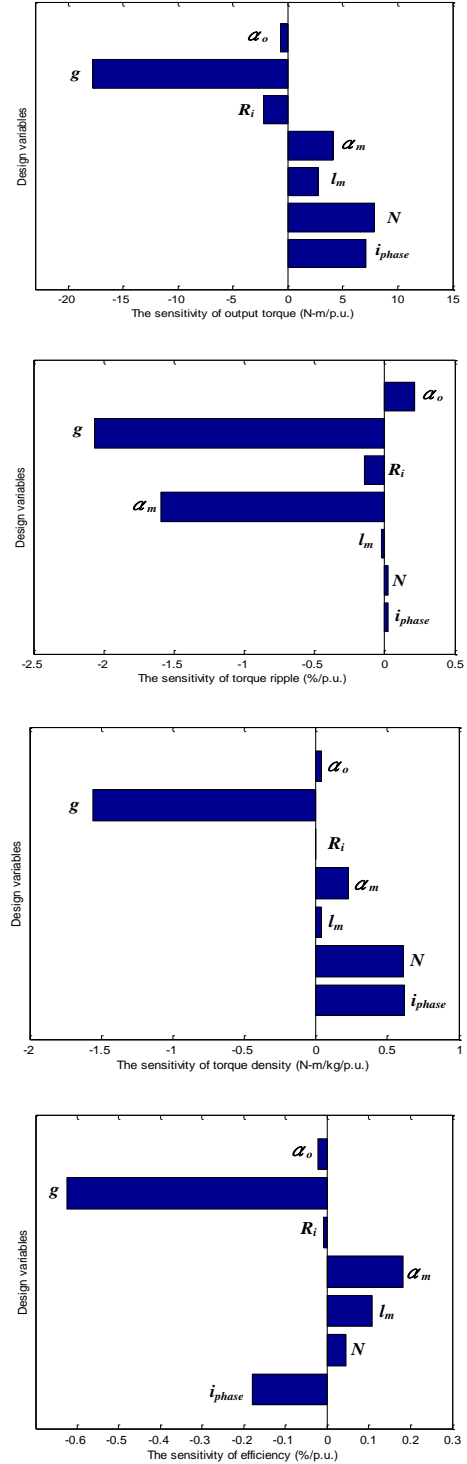 α_o
g
R_i
α_m
l_m
N
i_phase
Design variables
-20 -15 -10 -5 0 5 10 15
The sensitivity of output torque (N-m/p.u.)
α_o
g
R_i
α_m
l_m
N
i_phase
Design variables
-2.5 -2 -1.5 -1 -0.5 0 0.5
The sensitivity of torque ripple (%/p.u.)
α_o
g
R_i
α_m
l_m
N
i_phase
Design variables
-2 -1.5 -1 -0.5 0 0.5 1
The sensitivity of torque density (N-m/kg/p.u.)
α_o
g
R_i
α_m
l_m
N
i_phase
Design variables
-0.6 -0.5 -0.4 -0.3 -0.2 -0.1 0 0.1 0.2 0.3
The sensitivity of efficiency (%/p.u.)